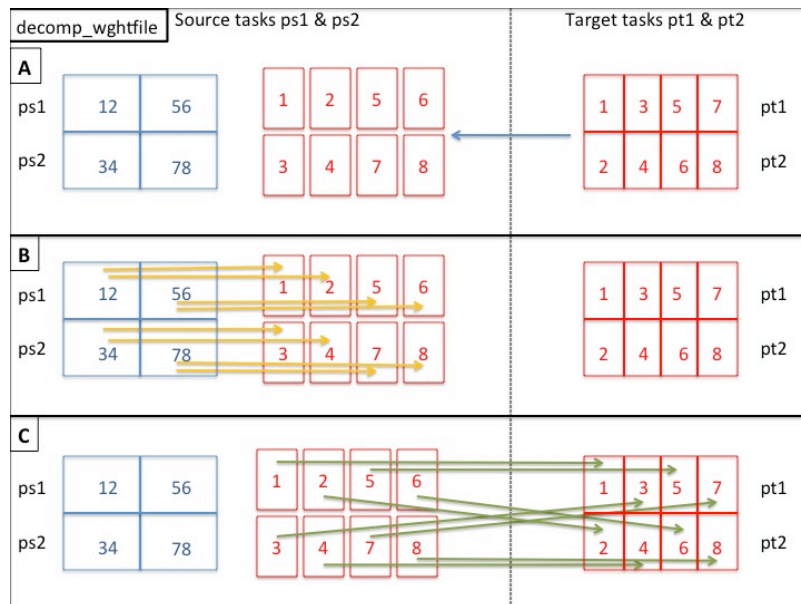 decomp_wghtfile Source tasks ps1 & ps2 Target tasks pt1 & pt2
A
ps1 12 56 1 2 5 6 1 3 5 7 pt1
ps2 34 78 3 4 7 8 2 4 6 8 pt2
B
ps1 12 56 1 2 5 6 1 3 5 7 pt1
ps2 34 78 3 4 7 8 2 4 6 8 pt2
C
ps1 12 56 1 2 5 6 1 3 5 7 pt1
ps2 34 78 3 4 7 8 2 4 6 8 pt2